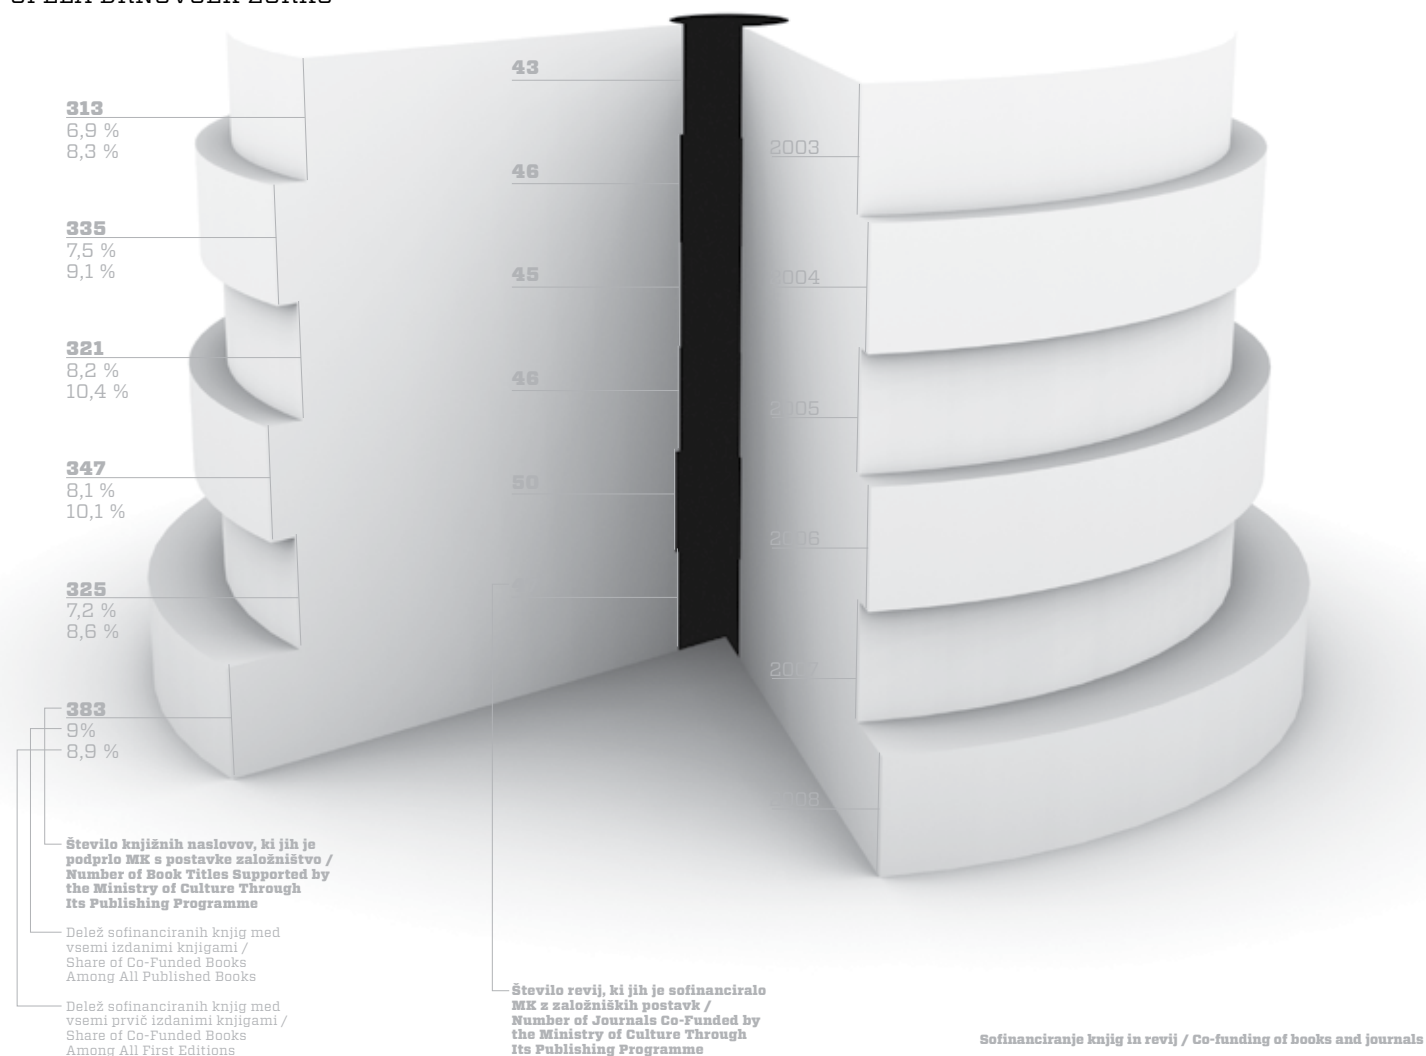 313
6,9 %
8,3 %
335
7,5 %
9,1 %
321
8,2 %
10,4 %
347
8,1 %
10,1 %
325
7,2 %
8,6 %
383
9%
8,9 %
43
46
45
46
50
2003
2004
2005
2006
2007
2008
Število knjižnih naslovov, ki jih je
podprlo MK s postavke založništvo /
Number of Book Titles Supported by
the Ministry of Culture Through
Its Publishing Programme
Delež sofinanciranih knjig med
vsemi izdanimi knjigami /
Share of Co-Funded Books
Among All Published Books
Delež sofinanciranih knjig med
vsemi prvič izdanimi knjigami /
Share of Co-Funded Books
Among All First Editions
Število revij, ki jih je sofinanciralo
MK z založniških postavk /
Number of Journals Co-Funded by
the Ministry of Culture Through
Its Publishing Programme
Sofinanciranje knjig in revij / Co-funding of books and journals